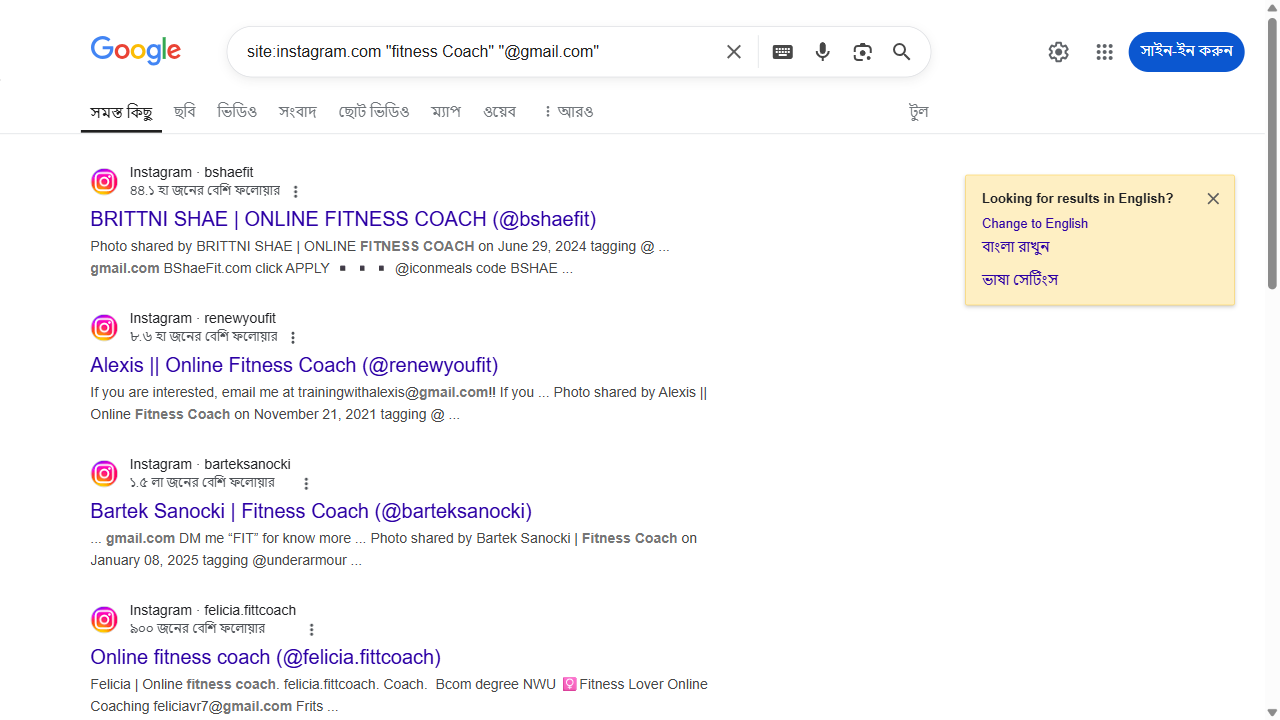 Google
site:instagram.com "fitness Coach" "@gmail.com"
সাইন-ইন করুন
সমস্ত কিছু ছবি ভিডিও সংবাদ ছোট ভিডিও ম্যাপ ওয়েব আরও টুল
Instagram · bshaefit
৪৪.১ হা জনের বেশি ফলোয়ার
BRITTNI SHAE | ONLINE FITNESS COACH (@bshaefit)
Photo shared by BRITTNI SHAE | ONLINE FITNESS COACH on June 29, 2024 tagging @ ...
gmail.com BShaeFit.com click APPLY ▪ ▪ ▪ @iconmeals code BSHAE ...
Looking for results in English?
Change to English
বাংলা রাখুন
ভাষা সেটিংস
Instagram · renewyoufit
৮.৬ হা জনের বেশি ফলোয়ার
Alexis || Online Fitness Coach (@renewyoufit)
If you are interested, email me at trainingwithalexis@gmail.com!! If you ... Photo shared by Alexis ||
Online Fitness Coach on November 21, 2021 tagging @ ...
Instagram · barteksanocki
১.৫ লা জনের বেশি ফলোয়ার
Bartek Sanocki | Fitness Coach (@barteksanocki)
... gmail.com DM me “FIT” for know more ... Photo shared by Bartek Sanocki | Fitness Coach on
January 08, 2025 tagging @underarmour ...
Instagram · felicia.fittcoach
৯০০ জনের বেশি ফলোয়ার
Online fitness coach (@felicia.fittcoach)
Felicia | Online fitness coach. felicia.fittcoach. Coach. Bcom degree NWU ♀️Fitness Lover Online
Coaching feliciavr7@gmail.com Frits ...